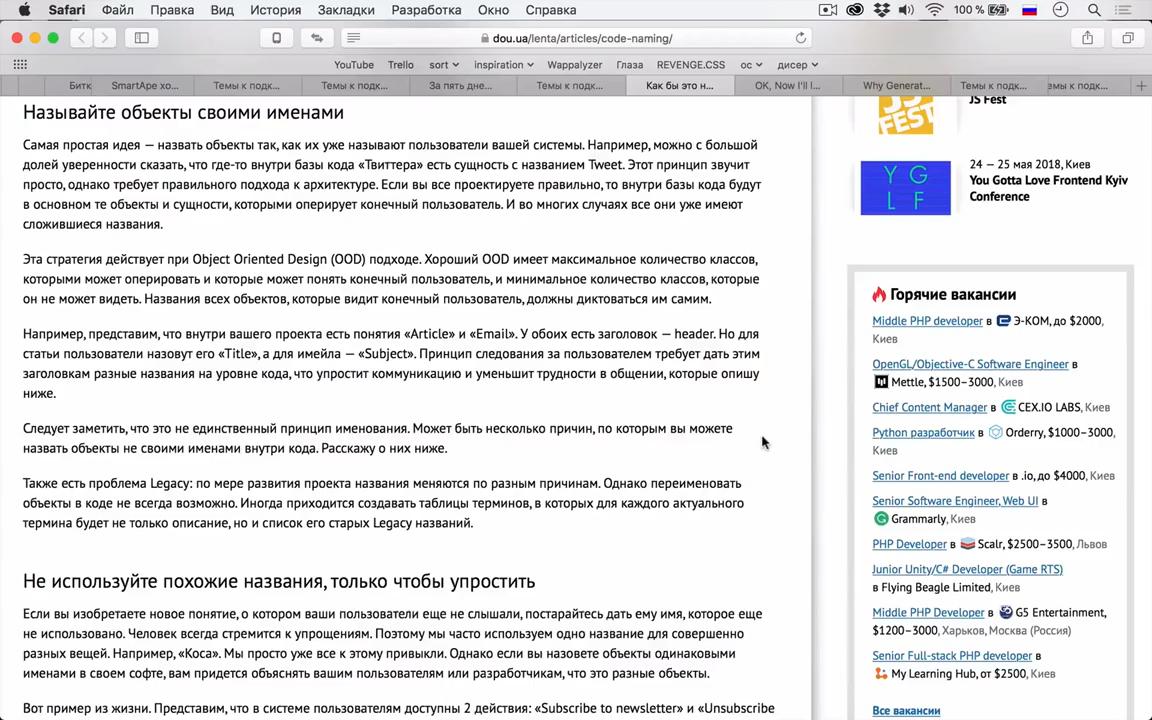 Safari Файл Правка Вид История Закладки Разработка Окно Справка 100 %
dou.ua/lenta/articles/code-naming/
YouTube Trello sort inspiration Wappalyzer Глаза REVENGE.CSS ос дисер
Битк SmartApe хо... Темы к подк... Темы к подк... За пять дне... Темы к подк... Как бы это н... OK, Now I'll l... Why Generat... Темы к подк... емы к подк...
Называйте объекты своими именами
Самая простая идея — назвать объекты так, как их уже называют пользователи вашей системы. Например, можно с большой
долей уверенности сказать, что где-то внутри базы кода «Твиттера» есть сущность с названием Tweet. Этот принцип звучит
просто, однако требует правильного подхода к архитектуре. Если вы все проектируете правильно, то внутри базы кода будут
в основном те объекты и сущности, которыми оперирует конечный пользователь. И во многих случаях все они уже имеют
сложившиеся названия.
Эта стратегия действует при Object Oriented Design (OOD) подходе. Хороший OOD имеет максимальное количество классов,
которыми может оперировать и которые может понять конечный пользователь, и минимальное количество классов, которые
он не может видеть. Названия всех объектов, которые видит конечный пользователь, должны диктоваться им самим.
Например, представим, что внутри вашего проекта есть понятия «Article» и «Email». У обоих есть заголовок — header. Но для
статьи пользователи назовут его «Title», а для имейла — «Subject». Принцип следования за пользователем требует дать этим
заголовкам разные названия на уровне кода, что упростит коммуникацию и уменьшит трудности в общении, которые опишу
ниже.
Следует заметить, что это не единственный принцип именования. Может быть несколько причин, по которым вы можете
назвать объекты не своими именами внутри кода. Расскажу о них ниже.
Также есть проблема Legacy: по мере развития проекта названия меняются по разным причинам. Однако переименовать
объекты в коде не всегда возможно. Иногда приходится создавать таблицы терминов, в которых для каждого актуального
термина будет не только описание, но и список его старых Legacy названий.
Не используйте похожие названия, только чтобы упростить
Если вы изобретаете новое понятие, о котором ваши пользователи еще не слышали, постарайтесь дать ему имя, которое еще
не использовано. Человек всегда стремится к упрощениям. Поэтому мы часто используем одно название для совершенно
разных вещей. Например, «Коса». Мы просто уже все к этому привыкли. Однако если вы назовете объекты одинаковыми
именами в своем софте, вам придется объяснять вашим пользователям или разработчикам, что это разные объекты.
Вот пример из жизни. Представим, что в системе пользователям доступны 2 действия: «Subscribe to newsletter» и «Unsubscribe
JS FEST
JS Fest
Y G
L F
24 — 25 мая 2018, Киев
You Gotta Love Frontend Kyiv
Conference
Горячие вакансии
Middle PHP developer в Э-КОМ, до $2000,
Киев
OpenGL/Objective-C Software Engineer в
Mettle, $1500–3000, Киев
Chief Content Manager в CEX.IO LABS, Киев
Python разработчик в Orderry, $1000–3000,
Киев
Senior Front-end developer в .io, до $4000, Киев
Senior Software Engineer, Web UI в
Grammarly, Киев
PHP Developer в Scalr, $2500–3500, Львов
Junior Unity/C# Developer (Game RTS)
в Flying Beagle Limited, Киев
Middle PHP Developer в G5 Entertainment,
$1200–3000, Харьков, Москва (Россия)
Senior Full-stack PHP developer в
My Learning Hub, от $2500, Киев
Все вакансии